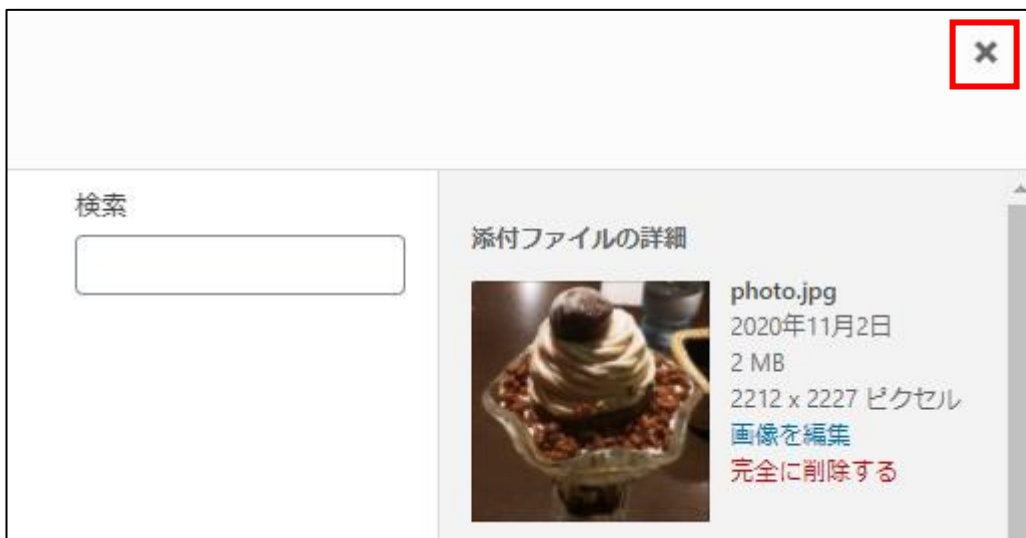 検索
添付ファイルの詳細
photo.jpg
2020年11月2日
2 MB
2212 x 2227 ピクセル
画像を編集
完全に削除する